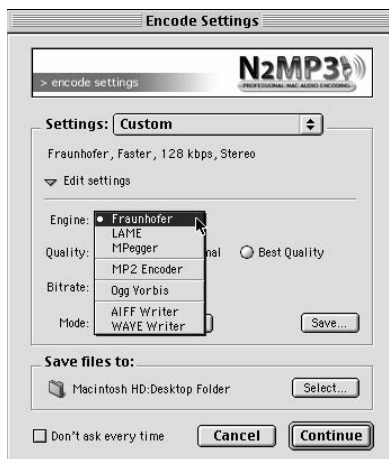 Encode Settings
N2MP3
PROFESSIONAL MAC AUDIO ENCODING
> encode settings
Settings: Custom
Fraunhofer, Faster, 128 kbps, Stereo
Edit settings
Engine: Fraunhofer
LAME
MPegger
Quality: nal Best Quality
MP2 Encoder
Bitrate: Ogg Vorbis
AIFF Writer
Mode: WAVE Writer Save...
Save files to:
Macintosh HD:Desktop Folder Select...
Don't ask every time Cancel Continue